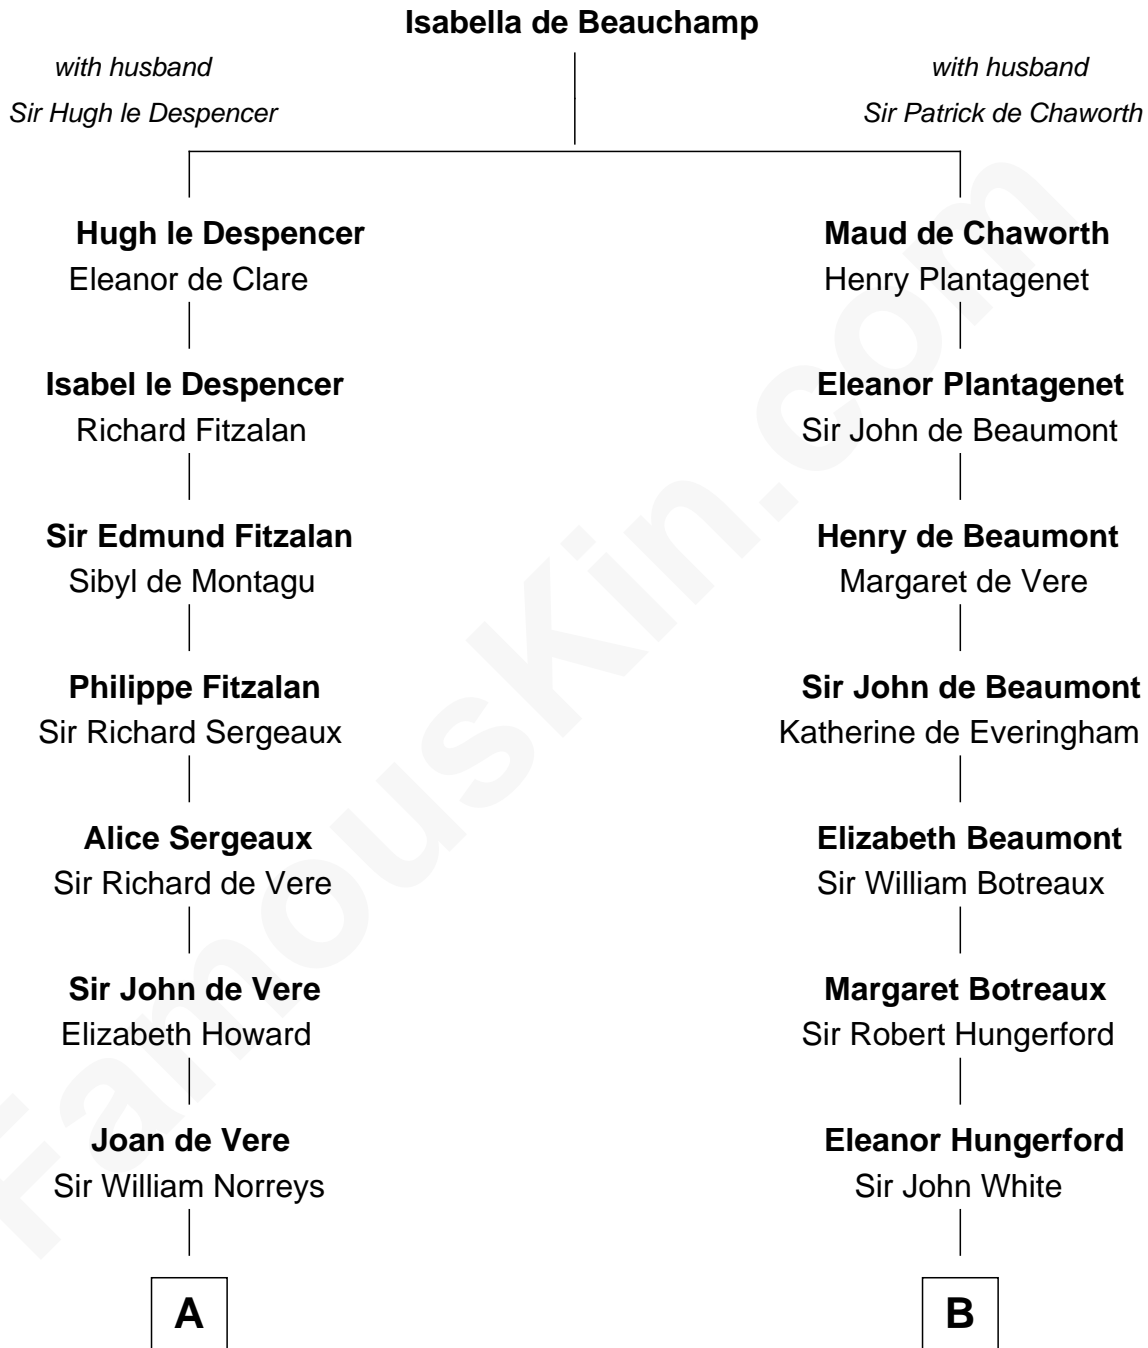 Isabella de Beauchamp
with husband
Sir Hugh le Despencer
with husband
Sir Patrick de Chaworth
Hugh le Despencer
Eleanor de Clare
Isabel le Despencer
Richard Fitzalan
Sir Edmund Fitzalan
Sibyl de Montagu
Philippe Fitzalan
Sir Richard Sergeaux
Alice Sergeaux
Sir Richard de Vere
Sir John de Vere
Elizabeth Howard
Joan de Vere
Sir William Norreys
A
Maud de Chaworth
Henry Plantagenet
Eleanor Plantagenet
Sir John de Beaumont
Henry de Beaumont
Margaret de Vere
Sir John de Beaumont
Katherine de Everingham
Elizabeth Beaumont
Sir William Botreaux
Margaret Botreaux
Sir Robert Hungerford
Eleanor Hungerford
Sir John White
B
FamousKin.com